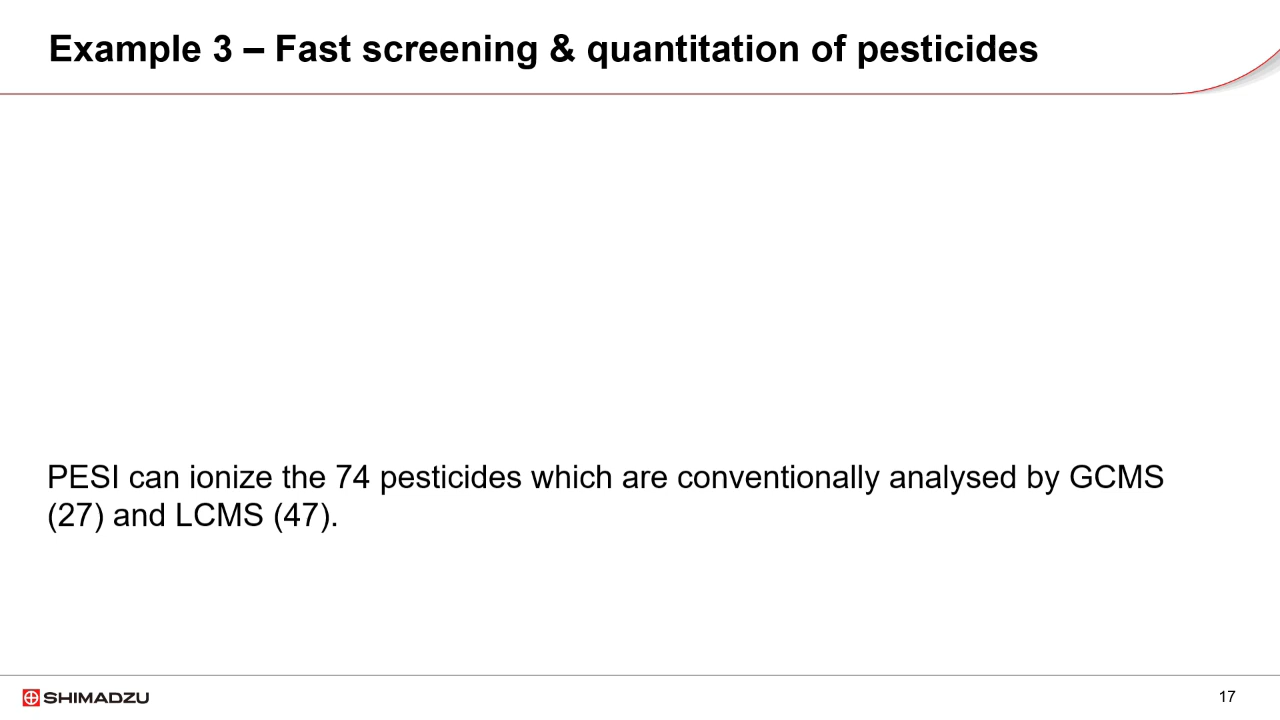 Example 3 – Fast screening & quantitation of pesticides
PESI can ionize the 74 pesticides which are conventionally analysed by GCMS
(27) and LCMS (47).
SHIMADZU
17